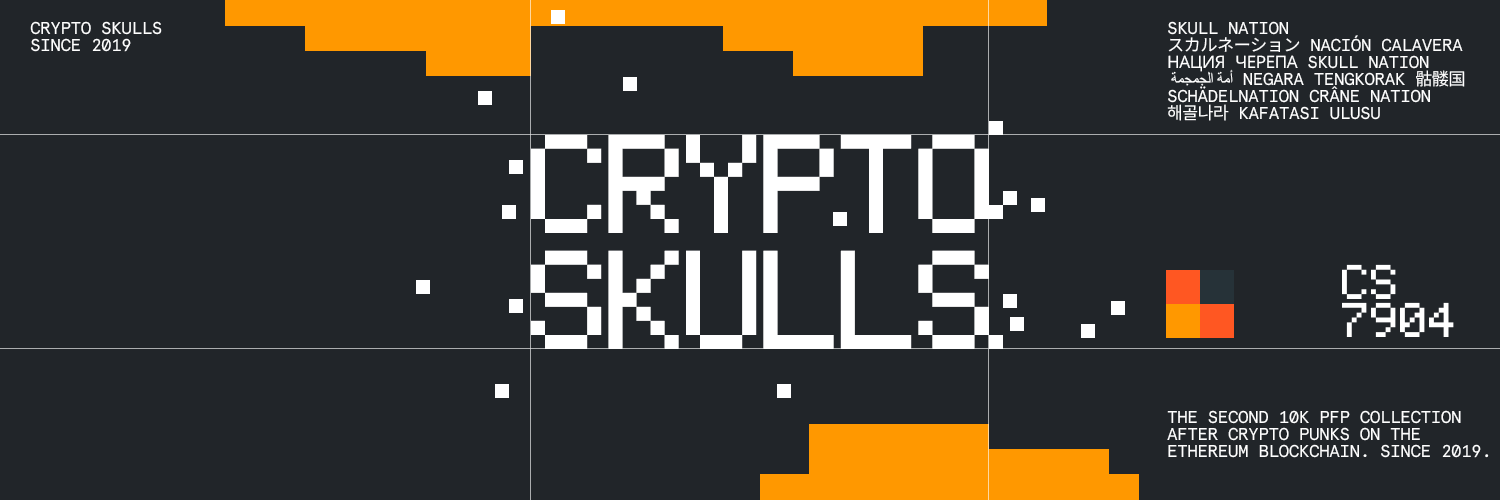 CRYPTO SKULLS
SINCE 2019
SKULL NATION
スカルネーション NACIÓN CALAVERA
НАЦИЯ ЧЕРЕПА SKULL NATION
أمة الجمجمة NEGARA TENGKORAK 骷髅国
SCHÄDELNATION CRÂNE NATION
해골나라 KAFATASI ULUSU
CRYPTO
SKULLS
CS
7904
THE SECOND 10K PFP COLLECTION
AFTER CRYPTO PUNKS ON THE
ETHEREUM BLOCKCHAIN. SINCE 2019.